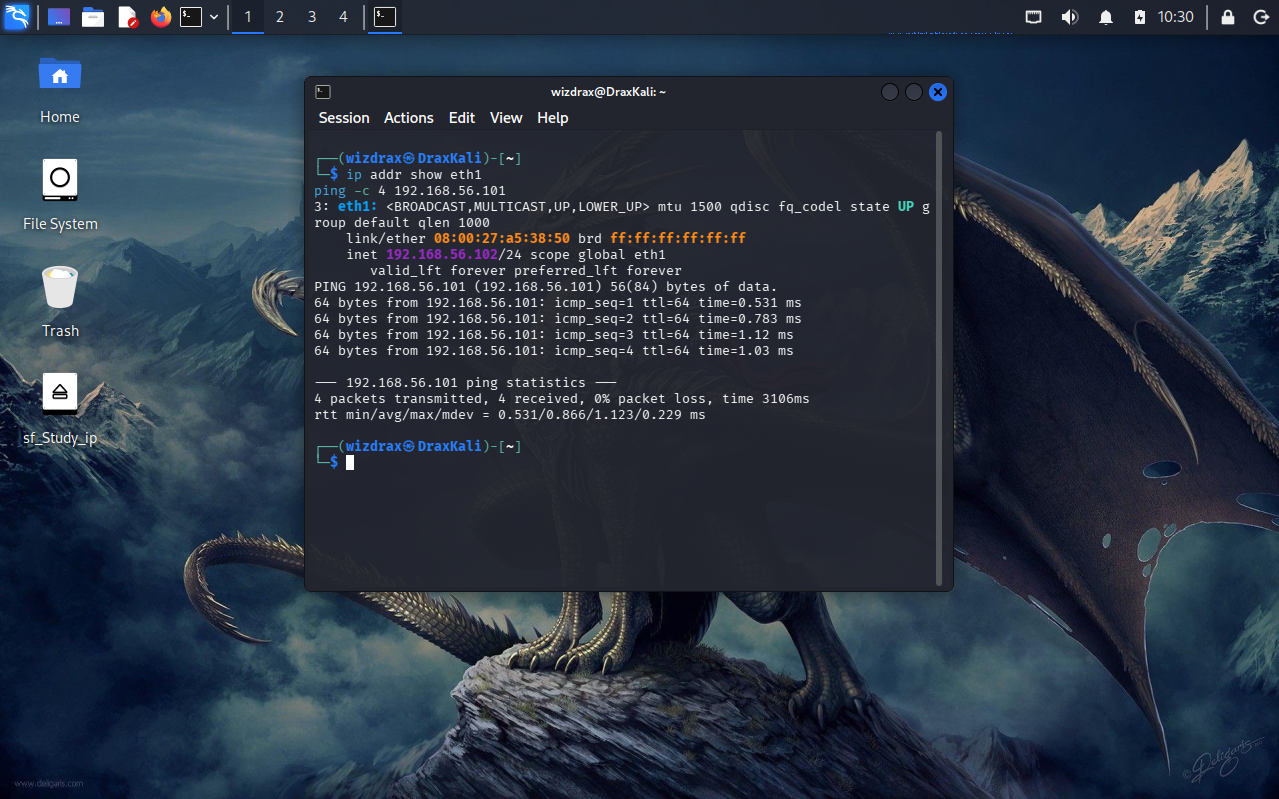 1 2 3 4
10:30
Home
File System
Trash
sf_Study_ip
wizdrax@DraxKali: ~
Session Actions Edit View Help
┌──(wizdrax㉿DraxKali)-[~]
└─$ ip addr show eth1
ping -c 4 192.168.56.101
3: eth1: <BROADCAST,MULTICAST,UP,LOWER_UP> mtu 1500 qdisc fq_codel state UP g
roup default qlen 1000
link/ether 08:00:27:a5:38:50 brd ff:ff:ff:ff:ff:ff
inet 192.168.56.102/24 scope global eth1
valid_lft forever preferred_lft forever
PING 192.168.56.101 (192.168.56.101) 56(84) bytes of data.
64 bytes from 192.168.56.101: icmp_seq=1 ttl=64 time=0.531 ms
64 bytes from 192.168.56.101: icmp_seq=2 ttl=64 time=0.783 ms
64 bytes from 192.168.56.101: icmp_seq=3 ttl=64 time=1.12 ms
64 bytes from 192.168.56.101: icmp_seq=4 ttl=64 time=1.03 ms
--- 192.168.56.101 ping statistics ---
4 packets transmitted, 4 received, 0% packet loss, time 3106ms
rtt min/avg/max/mdev = 0.531/0.866/1.123/0.229 ms
┌──(wizdrax㉿DraxKali)-[~]
└─$
www.deligaris.com
© Deligaris